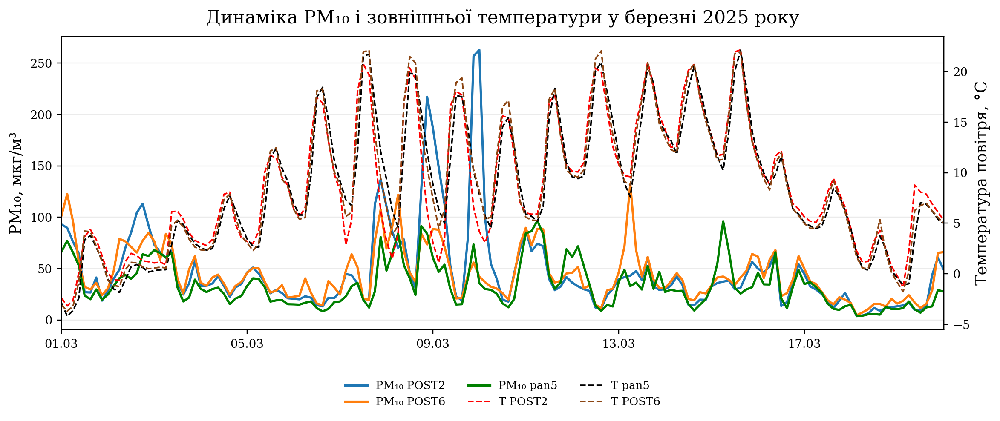 Динаміка PM₁₀ і зовнішньої температури у березні 2025 року
PM₁₀, мкг/м³
250
200
150
100
50
0
20
15
10
5
0
−5
Температура повітря, °C
01.03
05.03
09.03
13.03
17.03
PM₁₀ POST2
PM₁₀ POST6
PM₁₀ pan5
T POST2
T pan5
T POST6